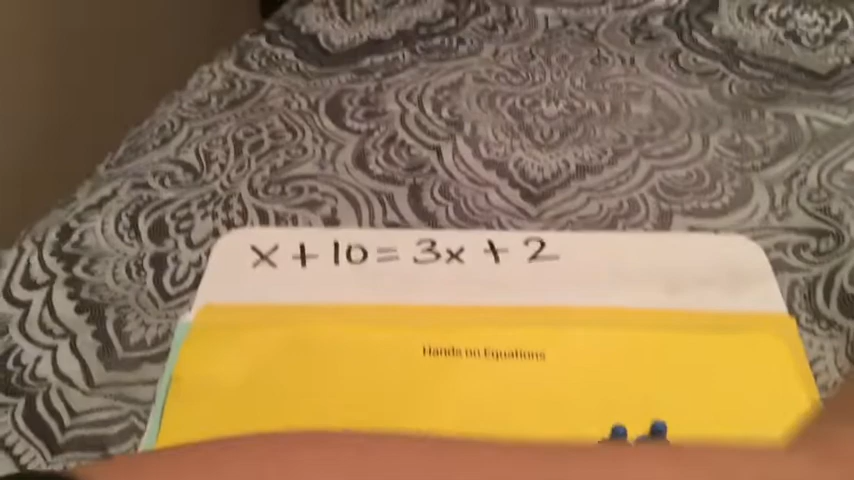 x + 10 = 3x + 2
Hands on Equations